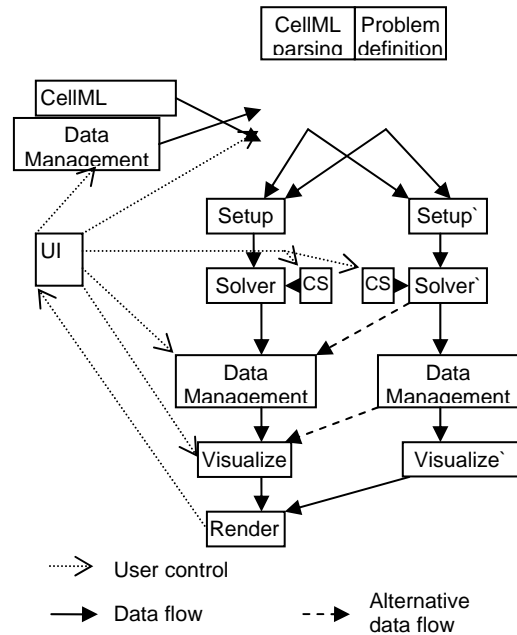 CellML
parsing
Problem
definition
CellML
Data
Management
Setup
Setup`
UI
Solver
CS
CS
Solver`
Data
Management
Data
Management
Visualize
Visualize`
Render
User control
Data flow
Alternative
data flow